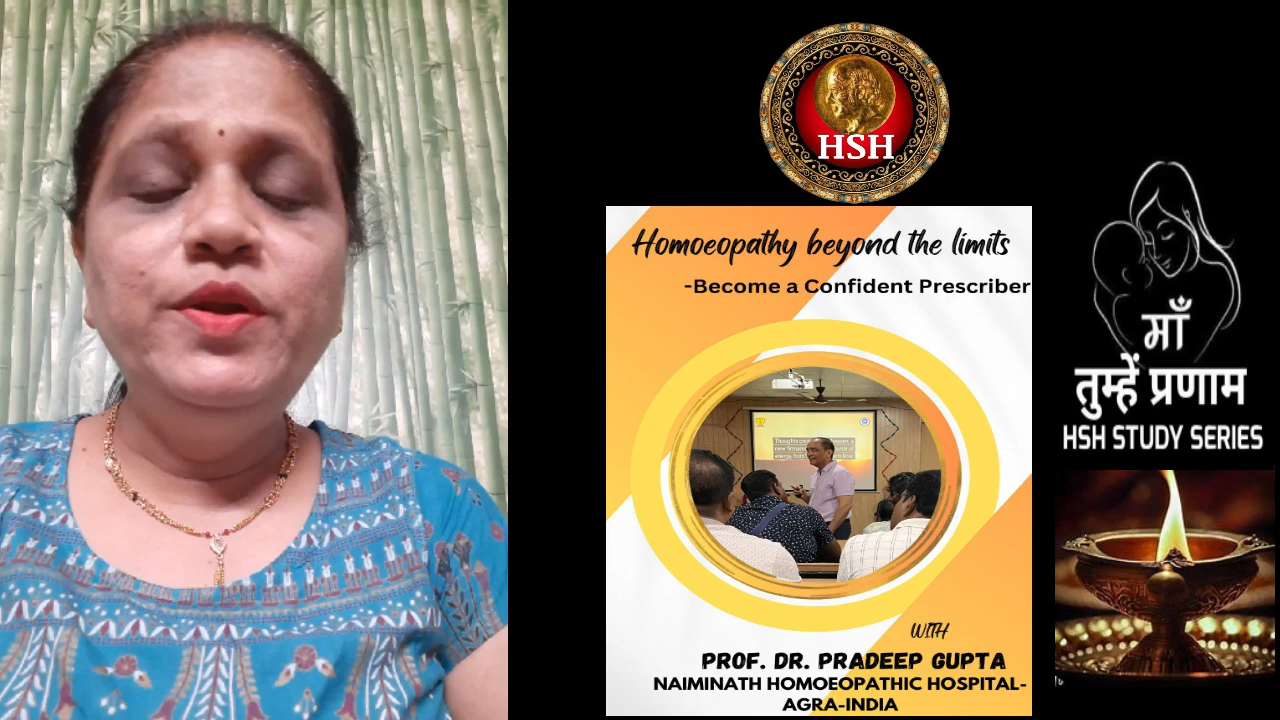 HSH
Homoeopathy beyond the limits
-Become a Confident Prescriber
WITH
PROF. DR. PRADEEP GUPTA
NAIMINATH HOMOEOPATHIC HOSPITAL-
AGRA-INDIA
माँ
तुम्हें प्रणाम
HSH STUDY SERIES